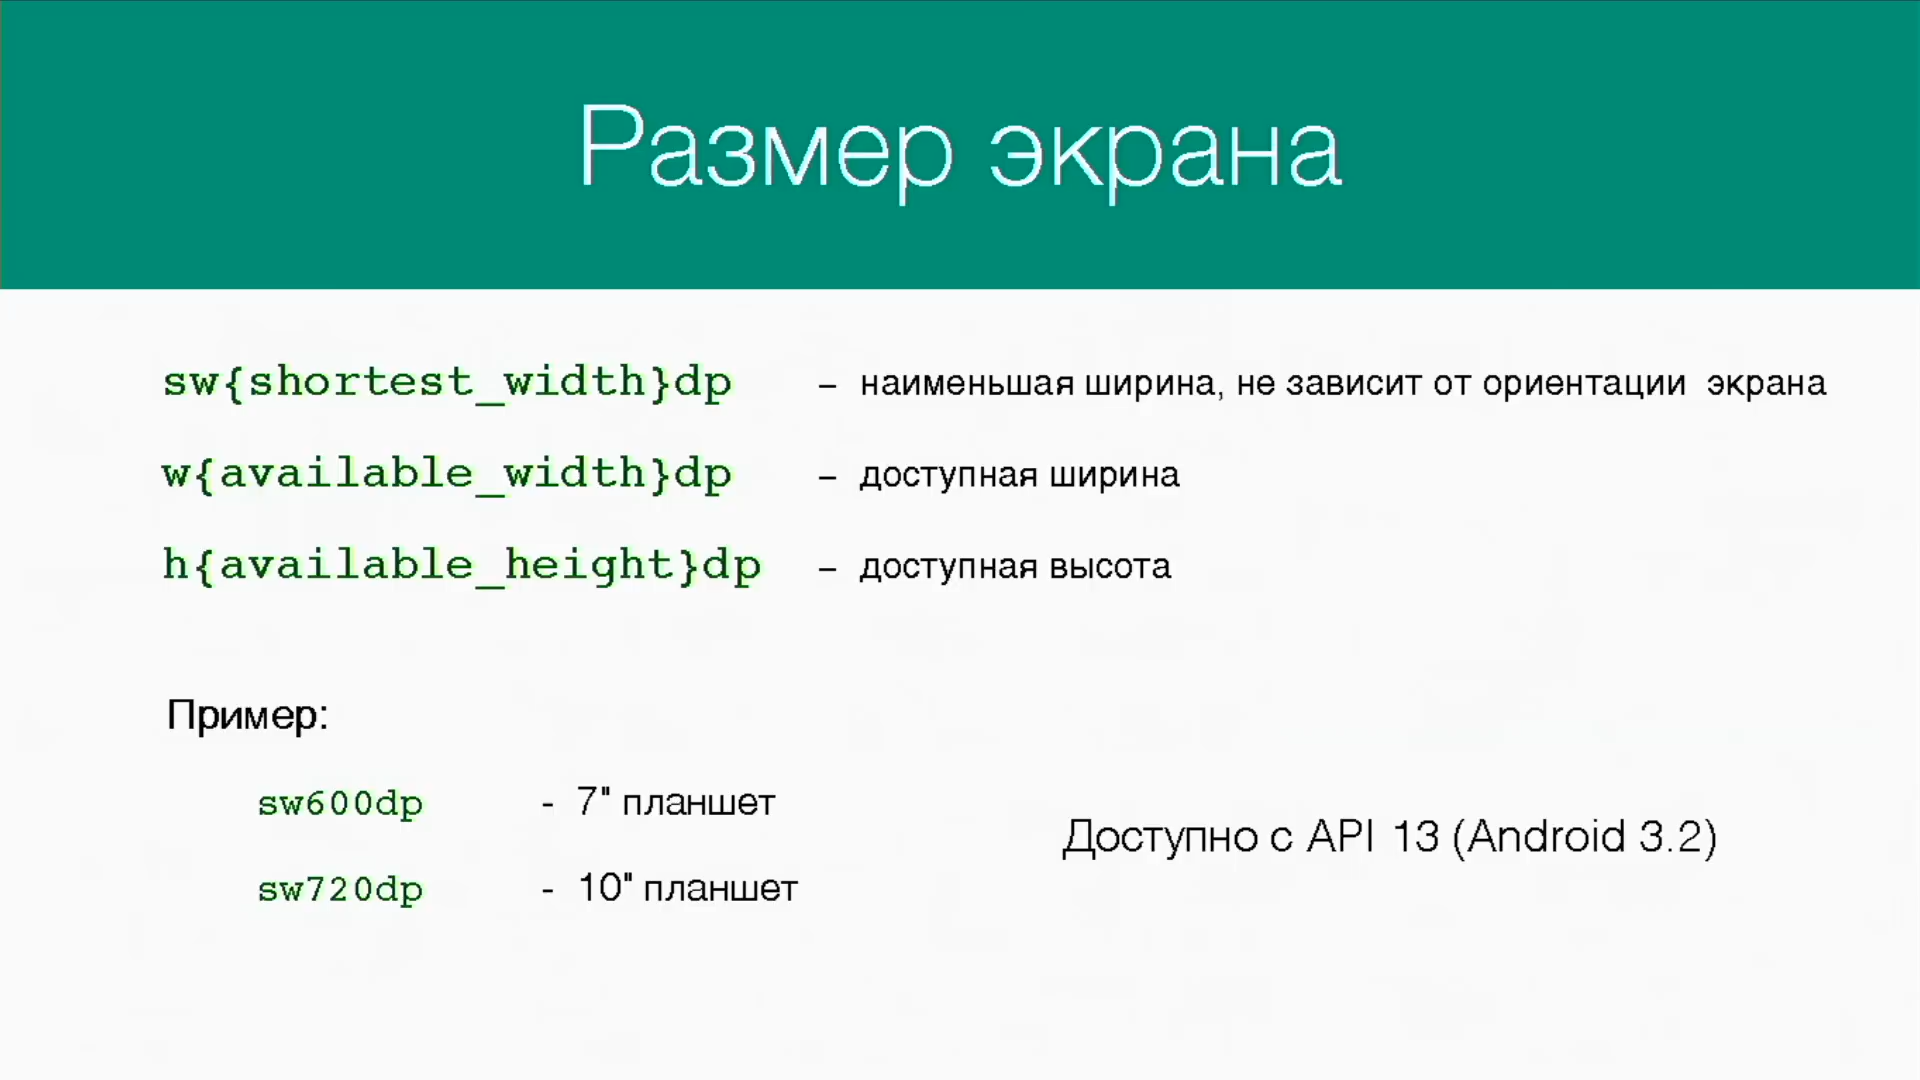 Размер экрана
sw{shortest_width}dp – наименьшая ширина, не зависит от ориентации экрана
w{available_width}dp – доступная ширина
h{available_height}dp – доступная высота
Пример:
sw600dp - 7" планшет
Доступно с API 13 (Android 3.2)
sw720dp - 10" планшет